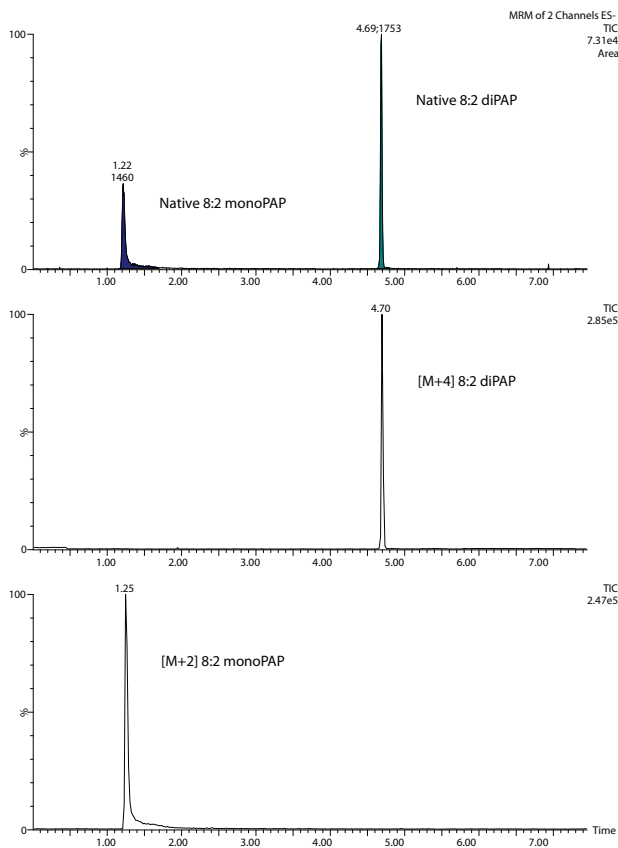 MRM of 2 Channels ES-
TIC
7.31e4
Area
100
%
0
4.69;1753
Native 8:2 diPAP
1.22
1460
Native 8:2 monoPAP
1.00 2.00 3.00 4.00 5.00 6.00 7.00
TIC
2.85e5
100
%
0
4.70
[M+4] 8:2 diPAP
1.00 2.00 3.00 4.00 5.00 6.00 7.00
TIC
2.47e5
100
%
0
1.25
[M+2] 8:2 monoPAP
1.00 2.00 3.00 4.00 5.00 6.00 7.00 Time